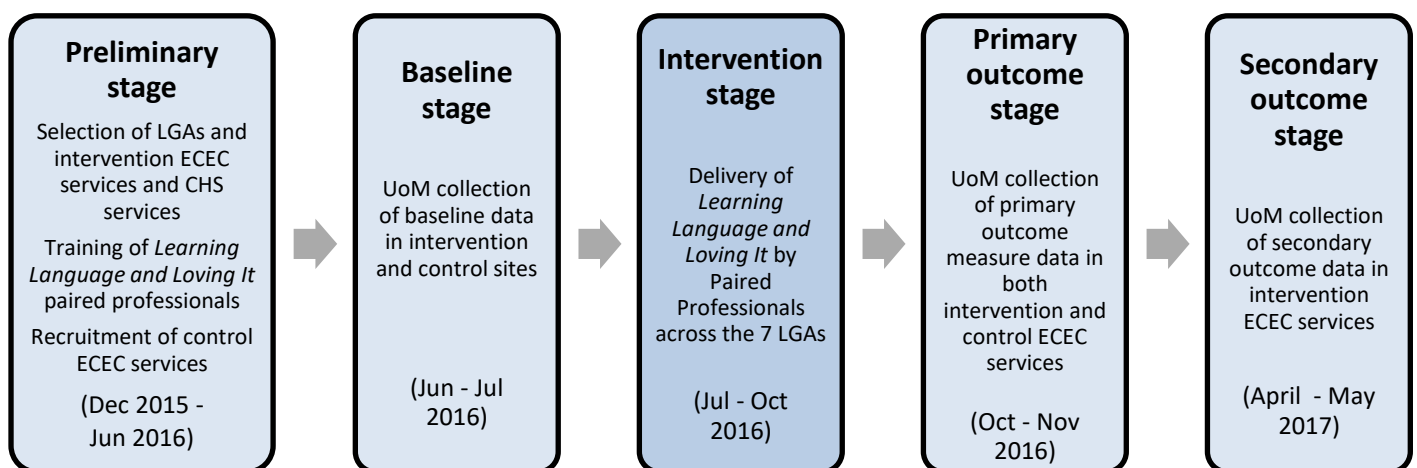 Preliminary
stage
Selection of LGAs and
intervention ECEC
services and CHS
services
Training of Learning
Language and Loving It
paired professionals
Recruitment of control
ECEC services
(Dec 2015 -
Jun 2016)
Baseline
stage
UoM collection
of baseline data
in intervention
and control sites
(Jun - Jul
2016)
Intervention
stage
Delivery of
Learning
Language and
Loving It by
Paired
Professionals
across the 7 LGAs
(Jul - Oct
2016)
Primary
outcome
stage
UoM collection
of primary
outcome
measure data in
both
intervention and
control ECEC
services
(Oct - Nov
2016)
Secondary
outcome
stage
UoM collection
of secondary
outcome data in
intervention
ECEC services
(April - May
2017)